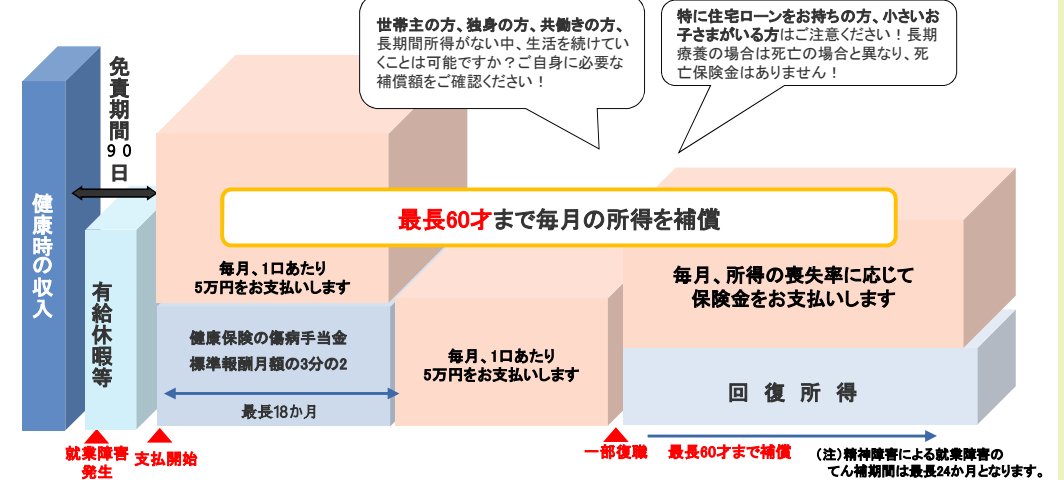 世帯主の方、独身の方、共働きの方、
長期間所得がない中、生活を続けてい
くことは可能ですか？ご自身に必要な
補償額をご確認ください！
特に住宅ローンをお持ちの方、小さいお
子さまがいる方はご注意ください！長期
療養の場合は死亡の場合と異なり、死
亡保険金はありません！
免責期間90日
健康時の収入
有給休暇等
最長60才まで毎月の所得を補償
毎月、1口あたり
5万円をお支払いします
健康保険の傷病手当金
標準報酬月額の3分の2
最長18か月
毎月、1口あたり
5万円をお支払いします
毎月、所得の喪失率に応じて
保険金をお支払いします
回復所得
就業障害
発生
支払開始
一部復職
最長60才まで補償
（注）精神障害による就業障害の
てん補期間は最長24か月となります。